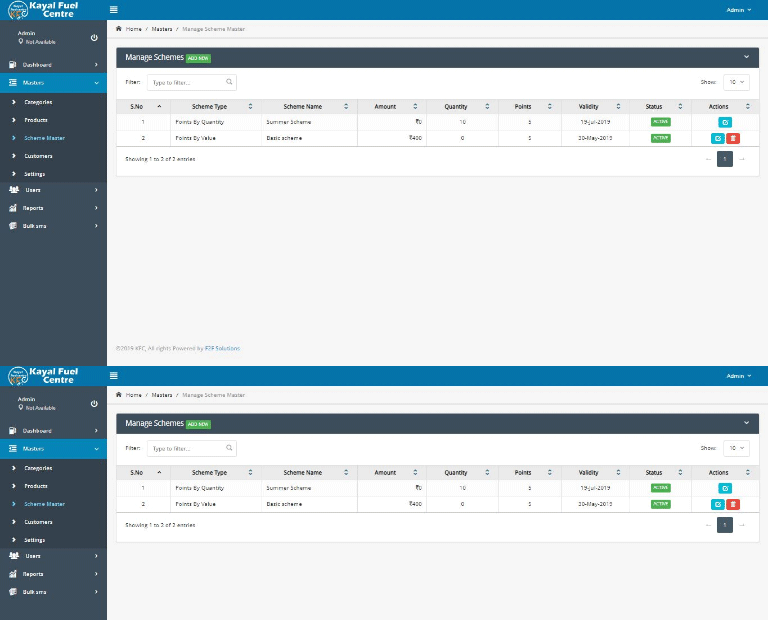 Kayal Fuel
Centre
Admin
Admin
Not Available
Home / Masters / Manage Scheme Master
Dashboard
Masters
Categories
Products
Scheme Master
Customers
Settings
Users
Reports
Bulk sms
Manage Schemes ADD NEW
Filter: Type to filter... Show: 10
S.No Scheme Type Scheme Name Amount Quantity Points Validity Status Actions
1 Points By Quantity Summer Scheme ₹0 10 5 19-Jul-2019 ACTIVE
2 Points By Value Basic scheme ₹400 0 5 30-May-2019 ACTIVE
Showing 1 to 2 of 2 entries ← 1 →
©2019 KFC, All rights Powered by F2F Solutions
Kayal Fuel
Centre
Admin
Admin
Not Available
Home / Masters / Manage Scheme Master
Dashboard
Masters
Categories
Products
Scheme Master
Customers
Settings
Users
Reports
Bulk sms
Manage Schemes ADD NEW
Filter: Type to filter... Show: 10
S.No Scheme Type Scheme Name Amount Quantity Points Validity Status Actions
1 Points By Quantity Summer Scheme ₹0 10 5 19-Jul-2019 ACTIVE
2 Points By Value Basic scheme ₹400 0 5 30-May-2019 ACTIVE
Showing 1 to 2 of 2 entries ← 1 →